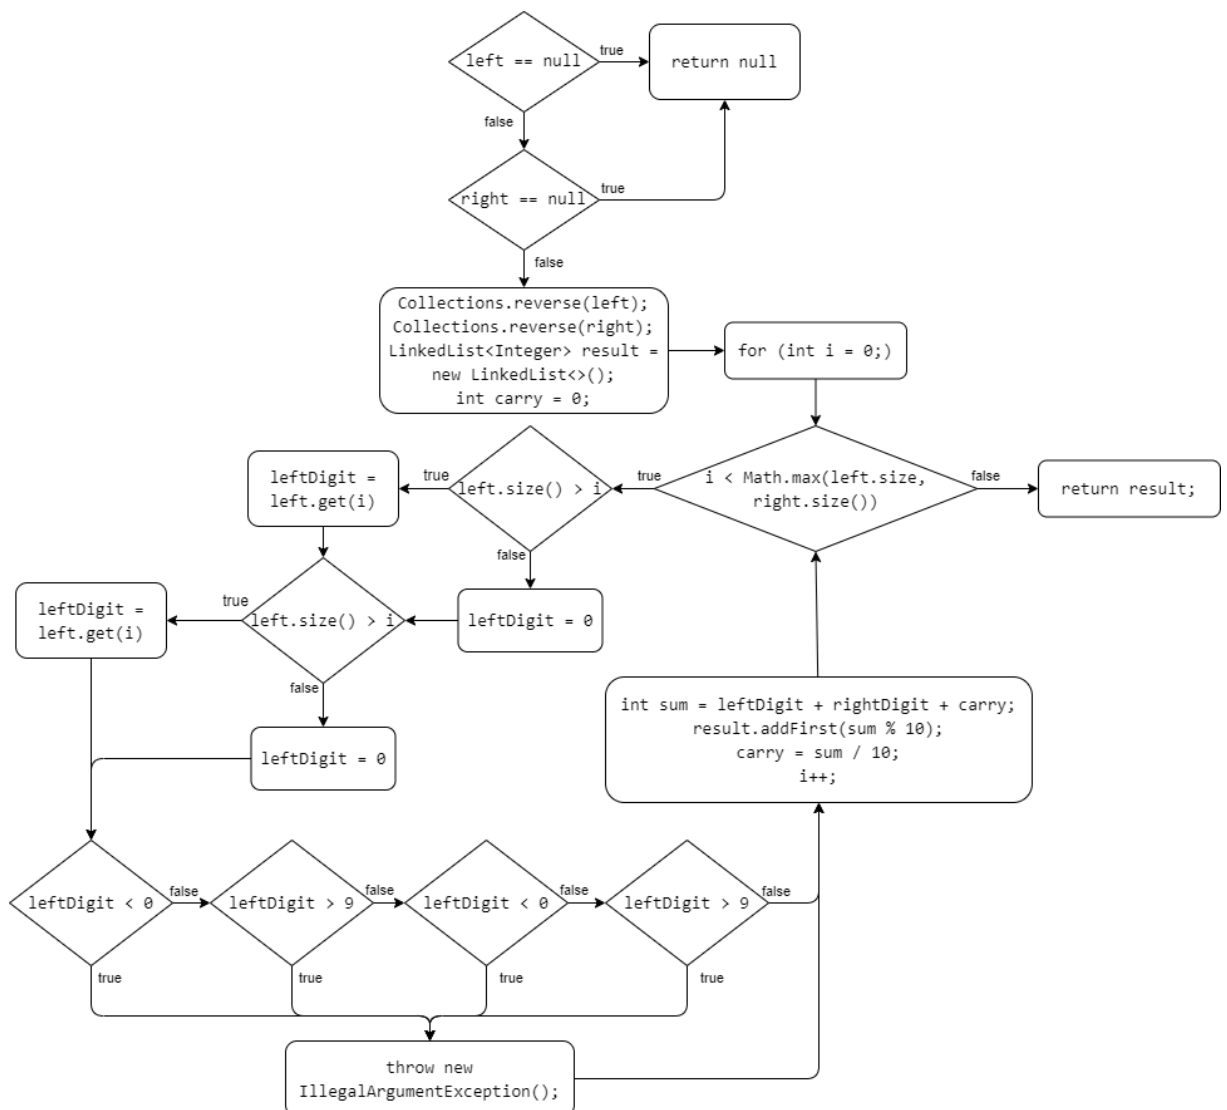 left == null
true
return null
false
right == null
true
false
Collections.reverse(left);
Collections.reverse(right);
LinkedList<Integer> result =
new LinkedList<>();
int carry = 0;
for (int i = 0;)
i < Math.max(left.size,
right.size())
false
return result;
true
left.size() > i
true
leftDigit =
left.get(i)
false
leftDigit = 0
left.size() > i
true
leftDigit =
left.get(i)
false
leftDigit = 0
int sum = leftDigit + rightDigit + carry;
result.addFirst(sum % 10);
carry = sum / 10;
i++;
leftDigit < 0
false
leftDigit > 9
false
leftDigit < 0
false
leftDigit > 9
false
true
true
true
true
throw new
IllegalArgumentException();